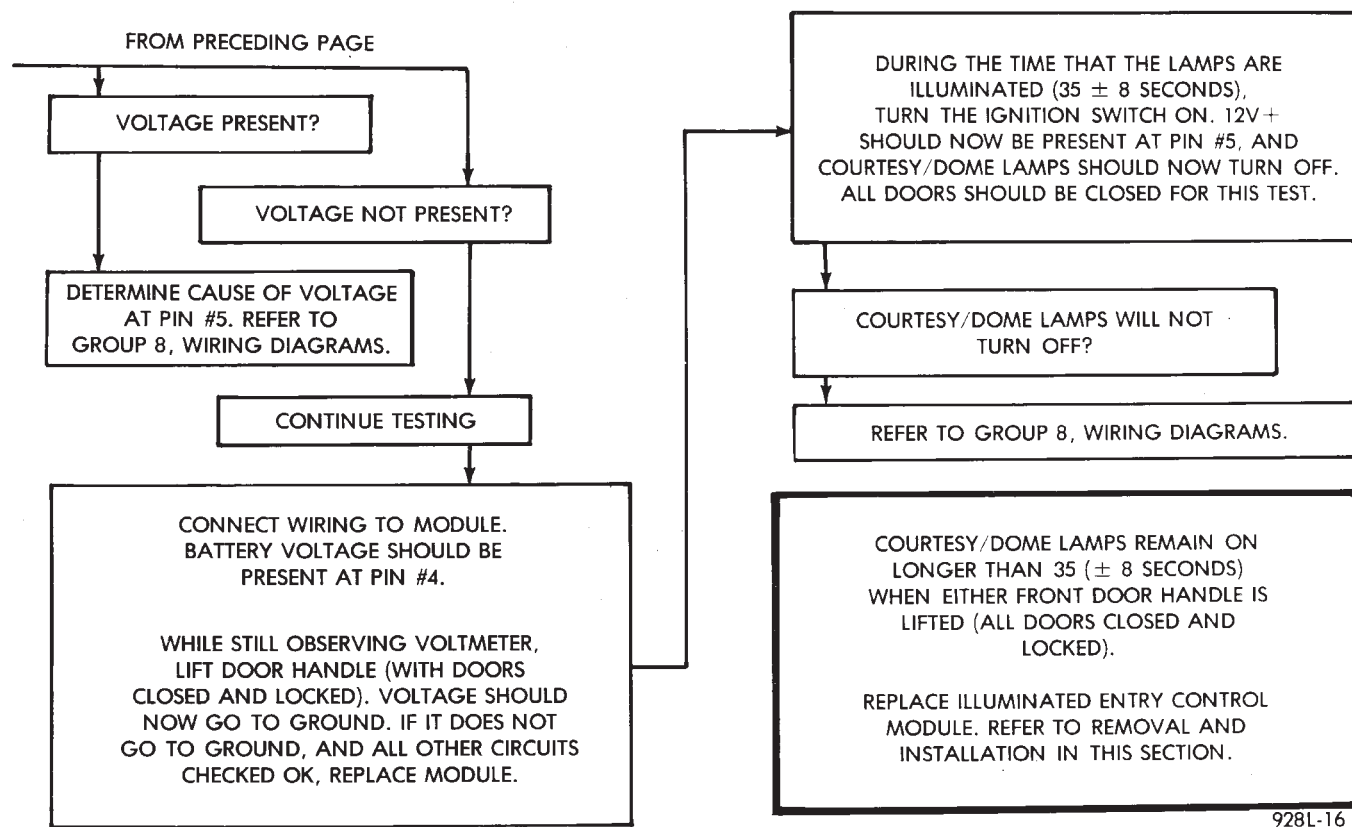 FROM PRECEDING PAGE
VOLTAGE PRESENT?
VOLTAGE NOT PRESENT?
DETERMINE CAUSE OF VOLTAGE
AT PIN #5. REFER TO
GROUP 8, WIRING DIAGRAMS.
CONTINUE TESTING
CONNECT WIRING TO MODULE.
BATTERY VOLTAGE SHOULD BE
PRESENT AT PIN #4.
WHILE STILL OBSERVING VOLTMETER,
LIFT DOOR HANDLE (WITH DOORS
CLOSED AND LOCKED). VOLTAGE SHOULD
NOW GO TO GROUND. IF IT DOES NOT
GO TO GROUND, AND ALL OTHER CIRCUITS
CHECKED OK, REPLACE MODULE.
DURING THE TIME THAT THE LAMPS ARE
ILLUMINATED (35 ± 8 SECONDS),
TURN THE IGNITION SWITCH ON. 12V+
SHOULD NOW BE PRESENT AT PIN #5, AND
COURTESY/DOME LAMPS SHOULD NOW TURN OFF.
ALL DOORS SHOULD BE CLOSED FOR THIS TEST.
COURTESY/DOME LAMPS WILL NOT
TURN OFF?
REFER TO GROUP 8, WIRING DIAGRAMS.
COURTESY/DOME LAMPS REMAIN ON
LONGER THAN 35 (± 8 SECONDS)
WHEN EITHER FRONT DOOR HANDLE IS
LIFTED (ALL DOORS CLOSED AND
LOCKED).
REPLACE ILLUMINATED ENTRY CONTROL
MODULE. REFER TO REMOVAL AND
INSTALLATION IN THIS SECTION.
928L-16